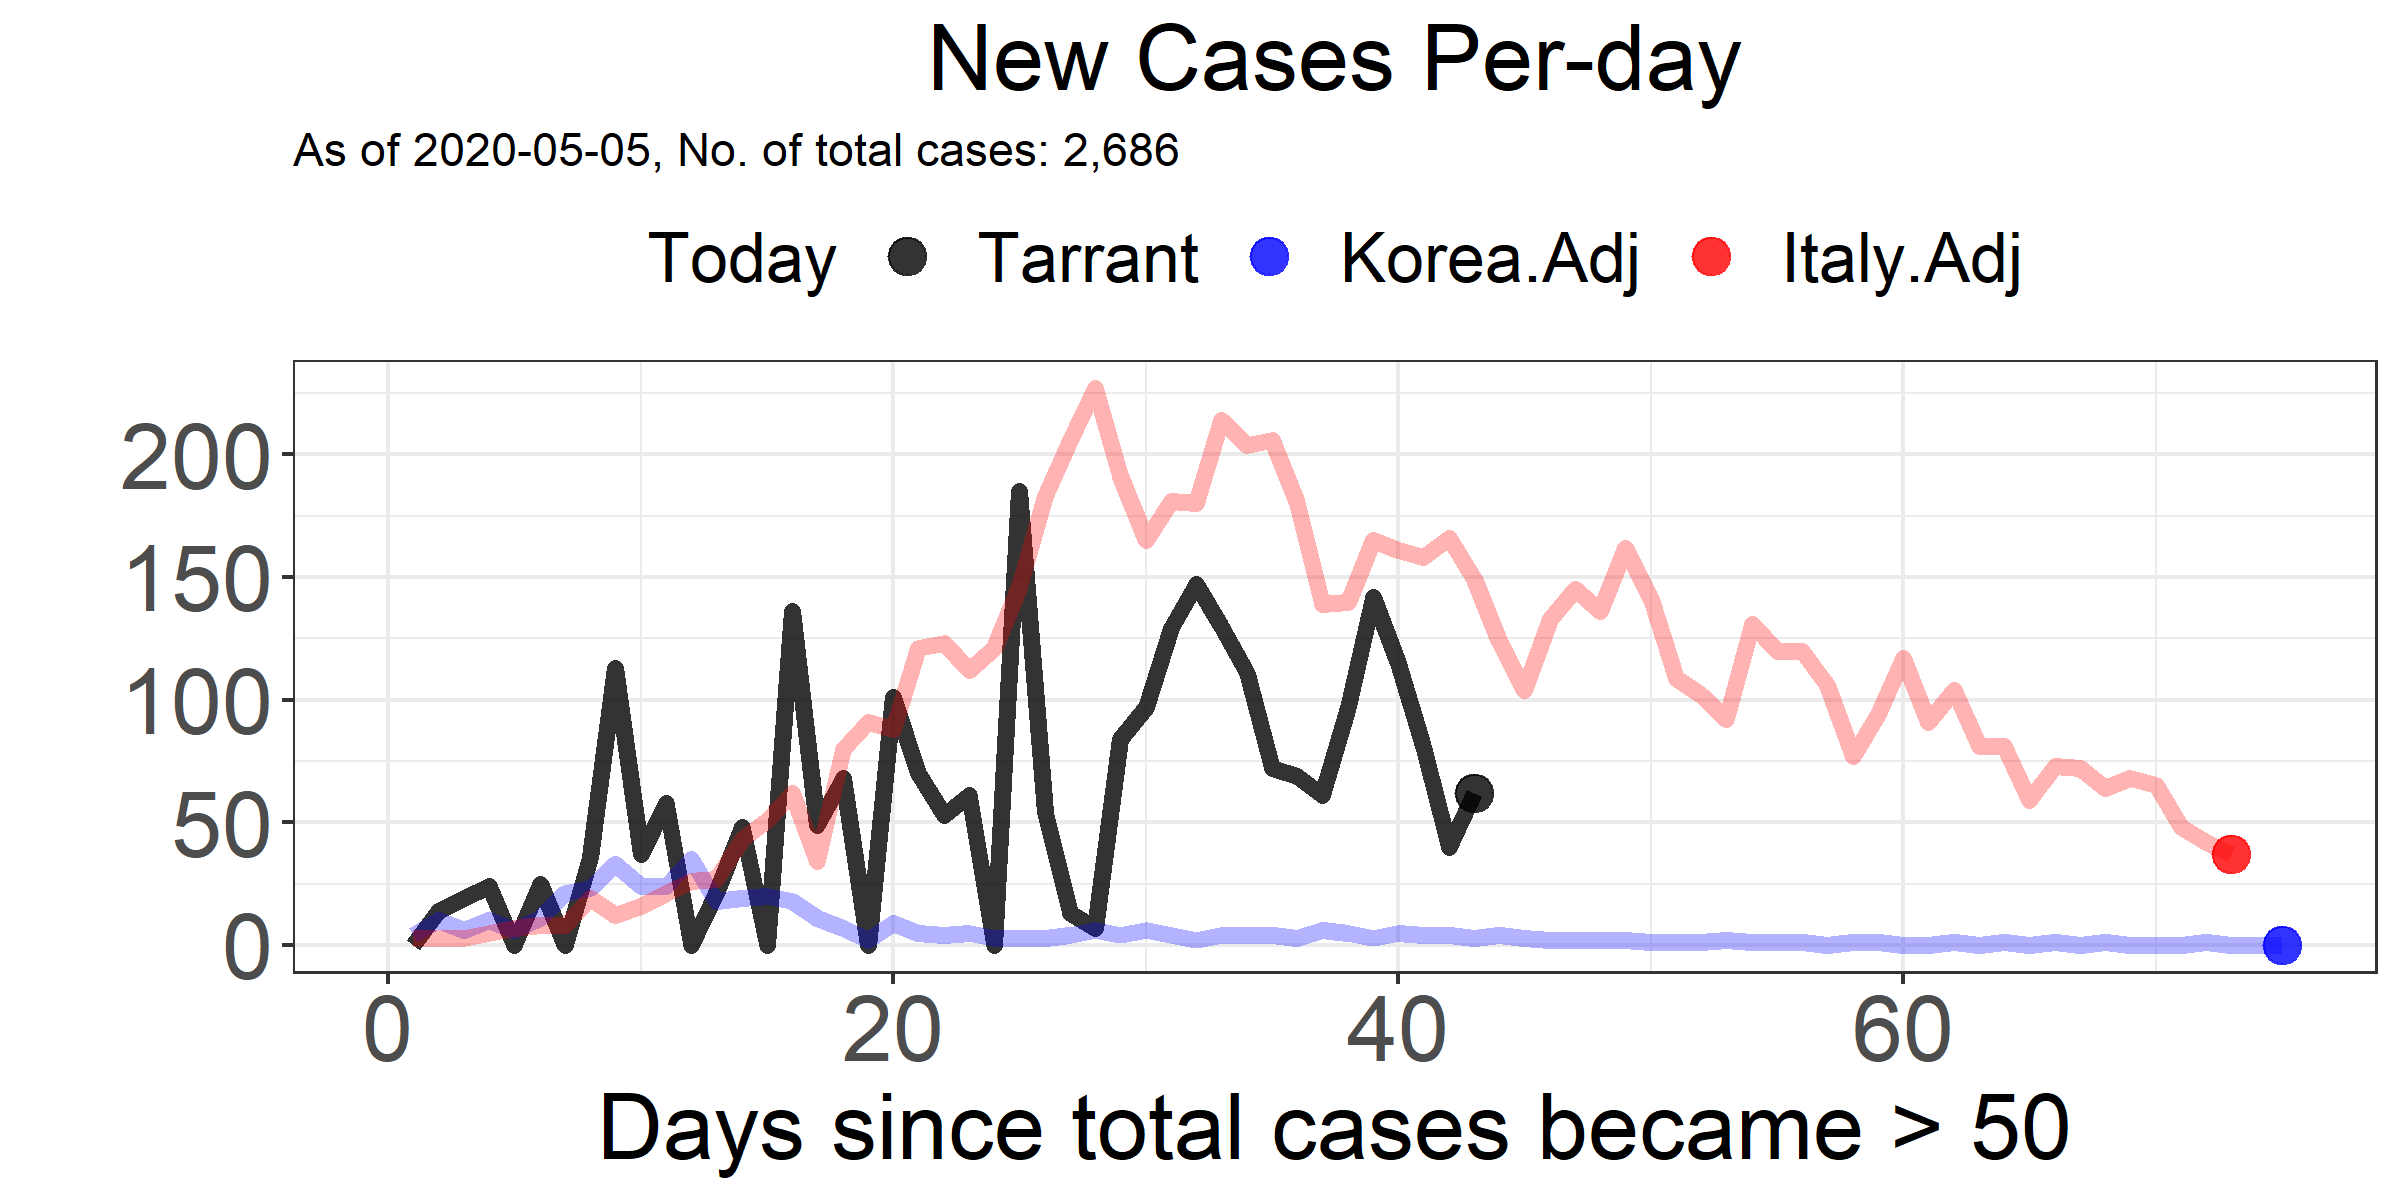 New Cases Per-day
As of 2020-05-05, No. of total cases: 2,686
Today Tarrant Korea.Adj Italy.Adj
200
150
100
50
0
0 20 40 60
Days since total cases became > 50